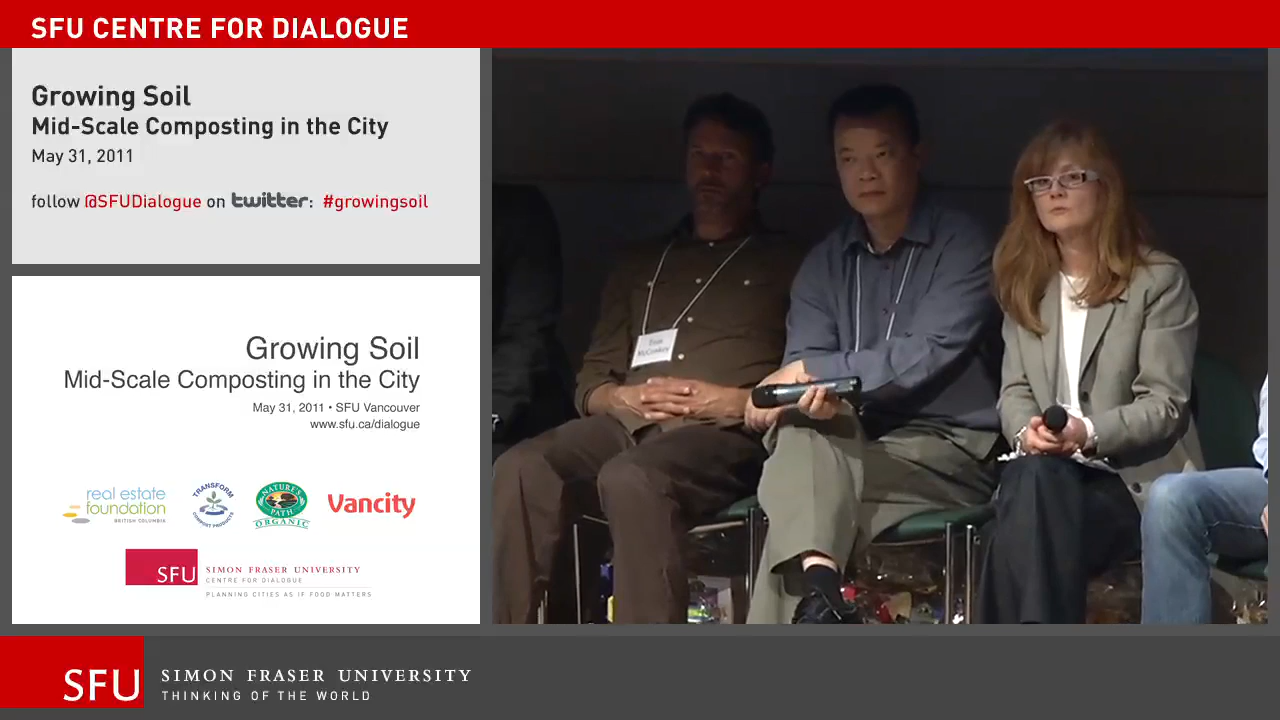 SFU CENTRE FOR DIALOGUE
Growing Soil
Mid-Scale Composting in the City
May 31, 2011
follow @SFUDialogue on twitter: #growingsoil
Growing Soil
Mid-Scale Composting in the City
May 31, 2011 • SFU Vancouver
www.sfu.ca/dialogue
real estate
foundation
BRITISH COLUMBIA
TRANSFORM
COMPOST PRODUCTS
NATURE'S
PATH
ORGANIC
Vancity
SFU
SIMON FRASER UNIVERSITY
CENTRE FOR DIALOGUE
PLANNING CITIES AS IF FOOD MATTERS
SFU
SIMON FRASER UNIVERSITY
THINKING OF THE WORLD